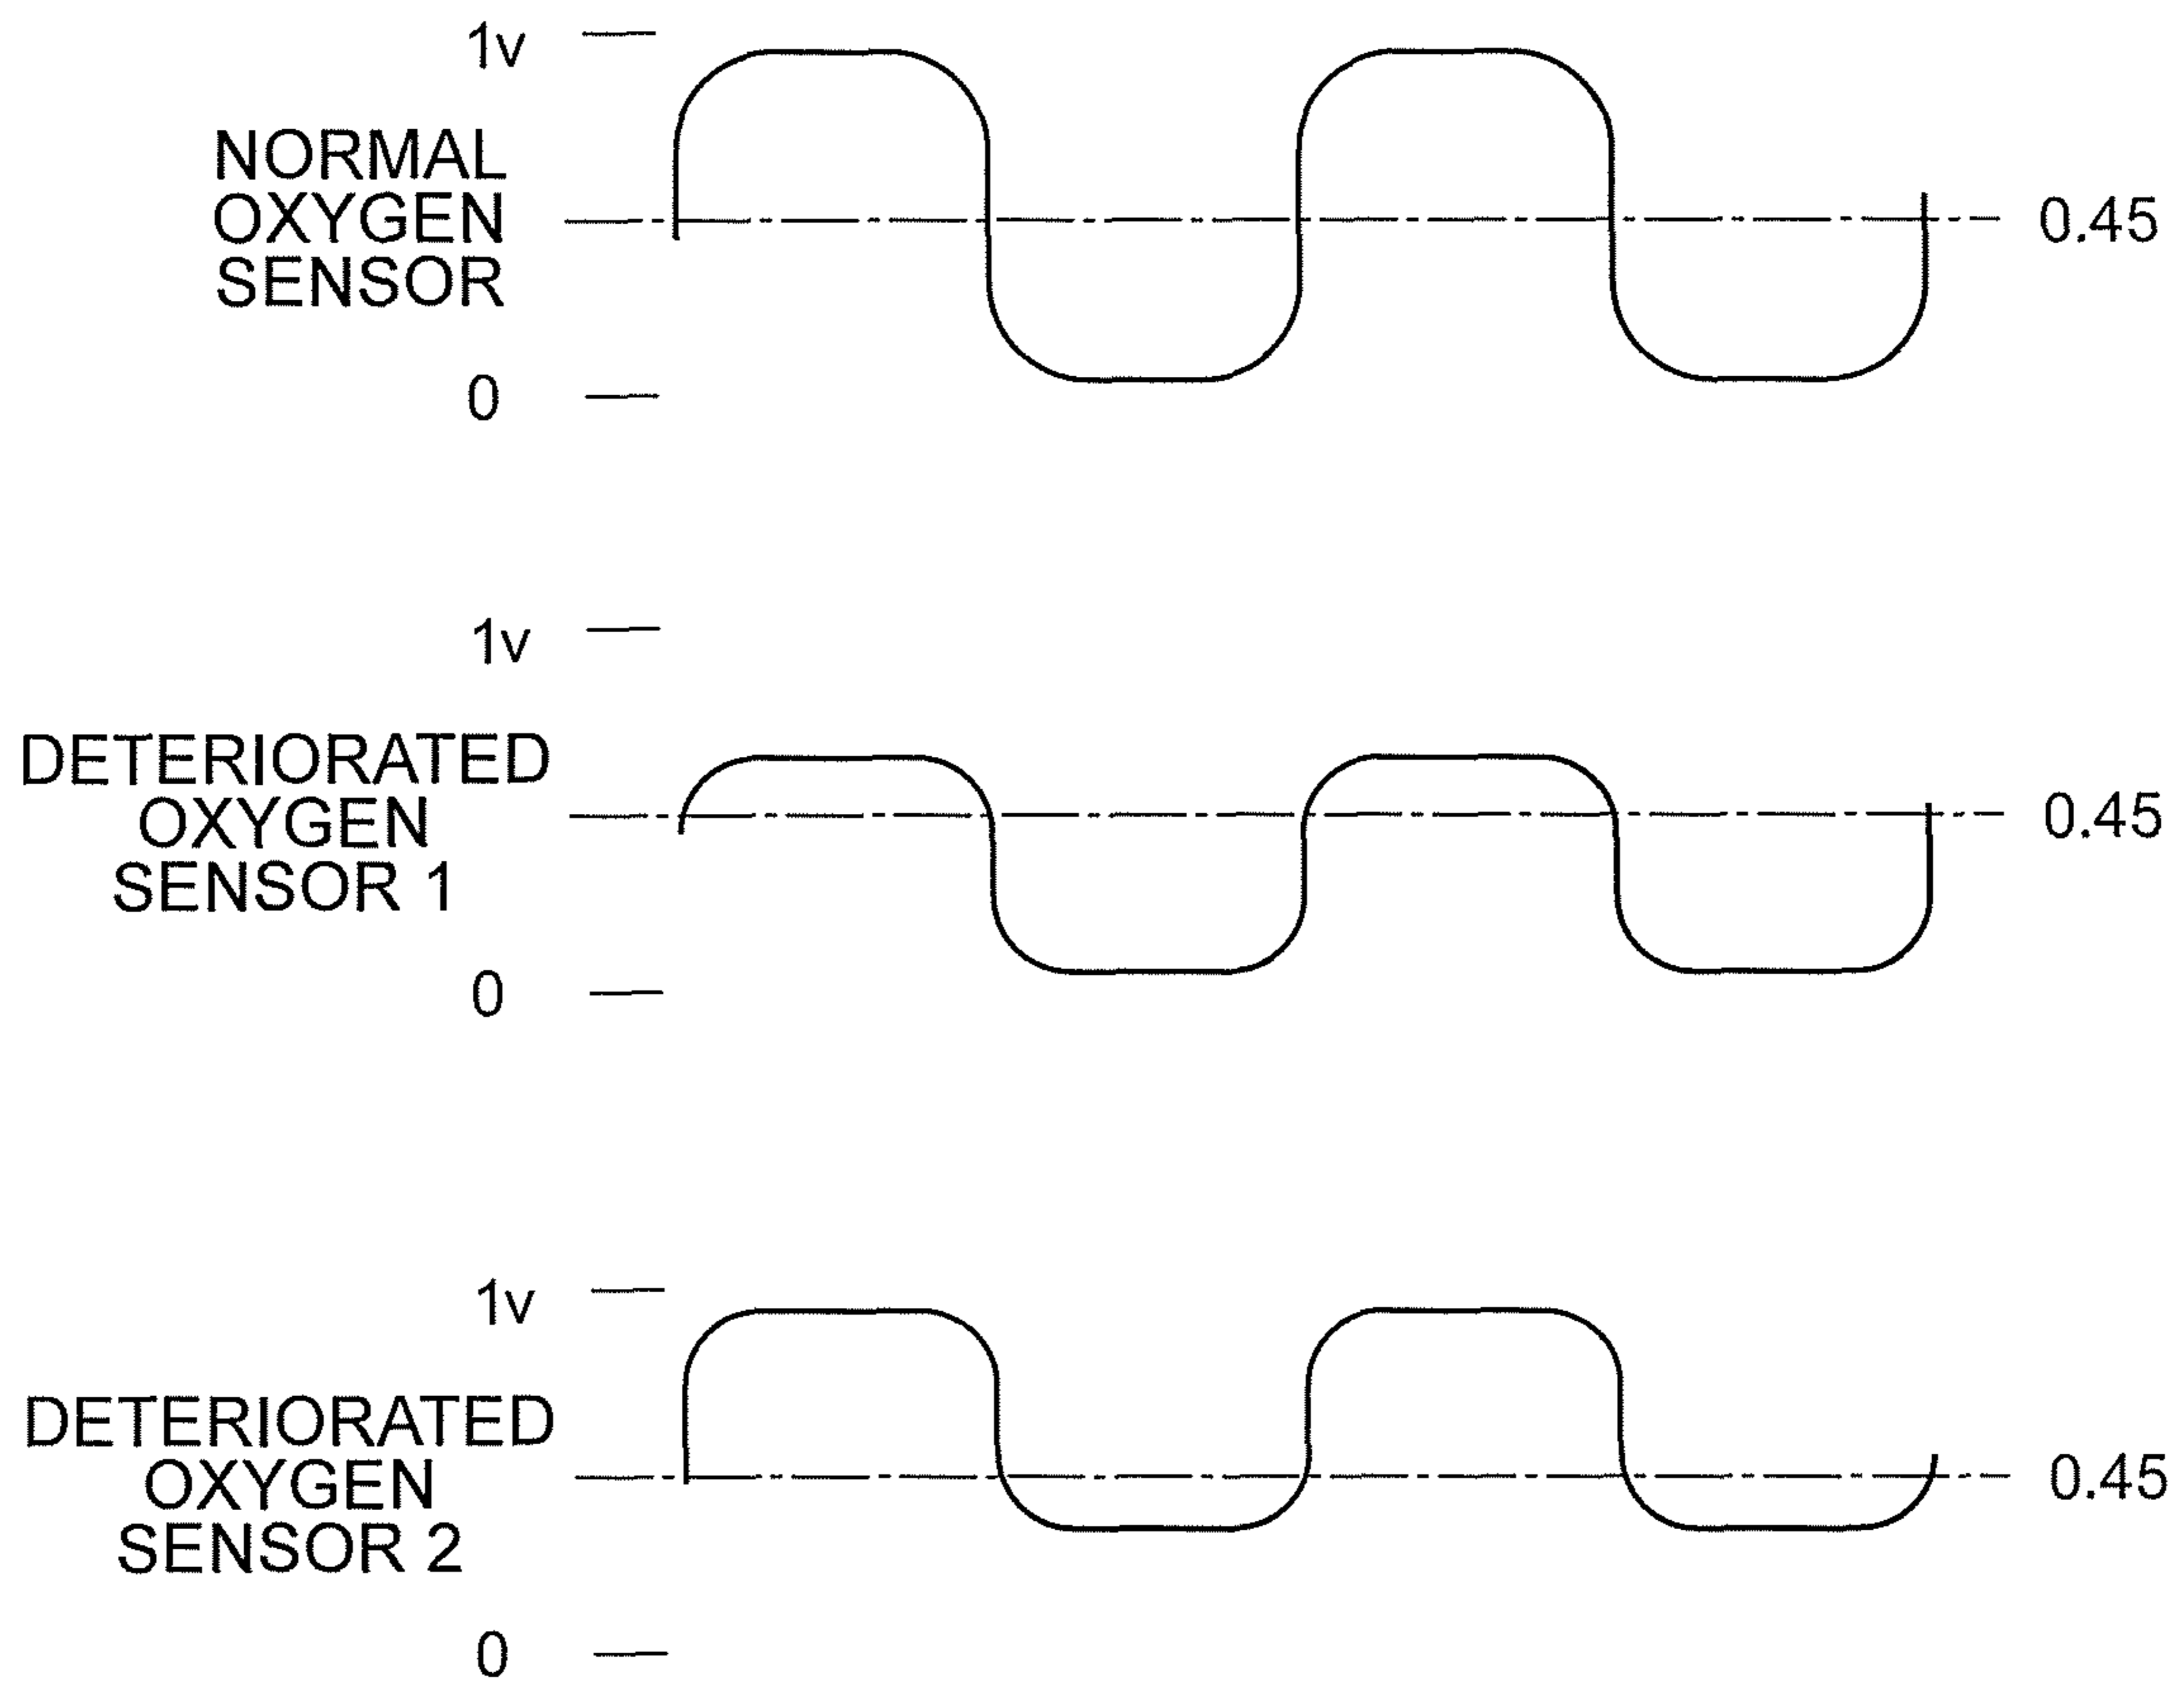 1v
NORMAL
OXYGEN
SENSOR
0.45
0
1v
DETERIORATED
OXYGEN
SENSOR 1
0.45
0
1v
DETERIORATED
OXYGEN
SENSOR 2
0.45
0